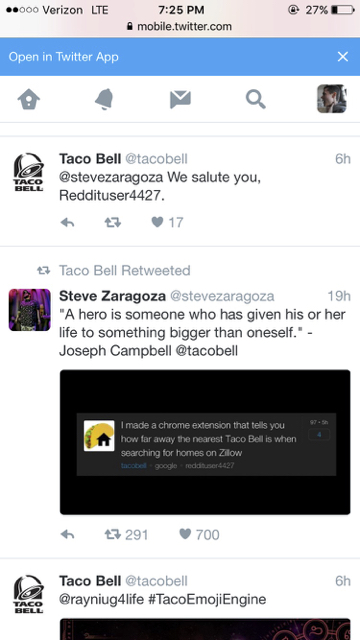 Verizon LTE 7:25 PM 27%
mobile.twitter.com
Open in Twitter App ×
Taco Bell @tacobell 6h
@stevezaragoza We salute you,
Reddituser4427.
17
TACO
BELL
Taco Bell Retweeted
Steve Zaragoza @stevezaragoza 19h
"A hero is someone who has given his or her
life to something bigger than oneself." -
Joseph Campbell @tacobell
I made a chrome extension that tells you
how far away the nearest Taco Bell is when
searching for homes on Zillow
tacobell · google · reddituser4427
97 • 5h
4
291 700
Taco Bell @tacobell 6h
@rayniug4life #TacoEmojiEngine
TACO
BELL